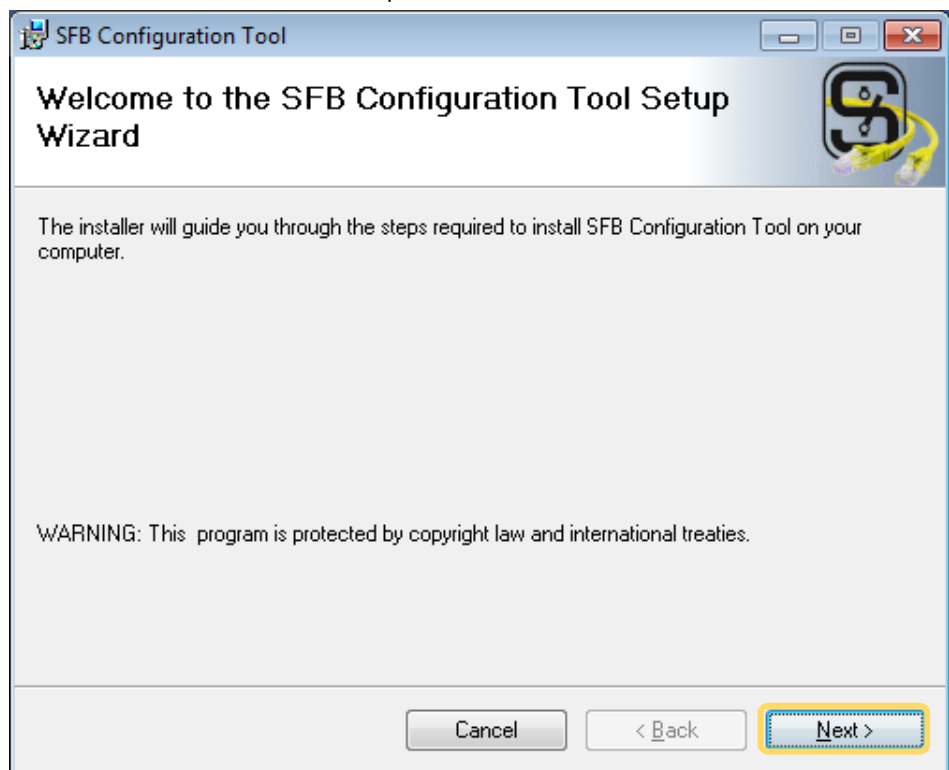 SFB Configuration Tool
Welcome to the SFB Configuration Tool Setup
Wizard
The installer will guide you through the steps required to install SFB Configuration Tool on your
computer.
WARNING: This  program is protected by copyright law and international treaties.
Cancel
< Back
Next >